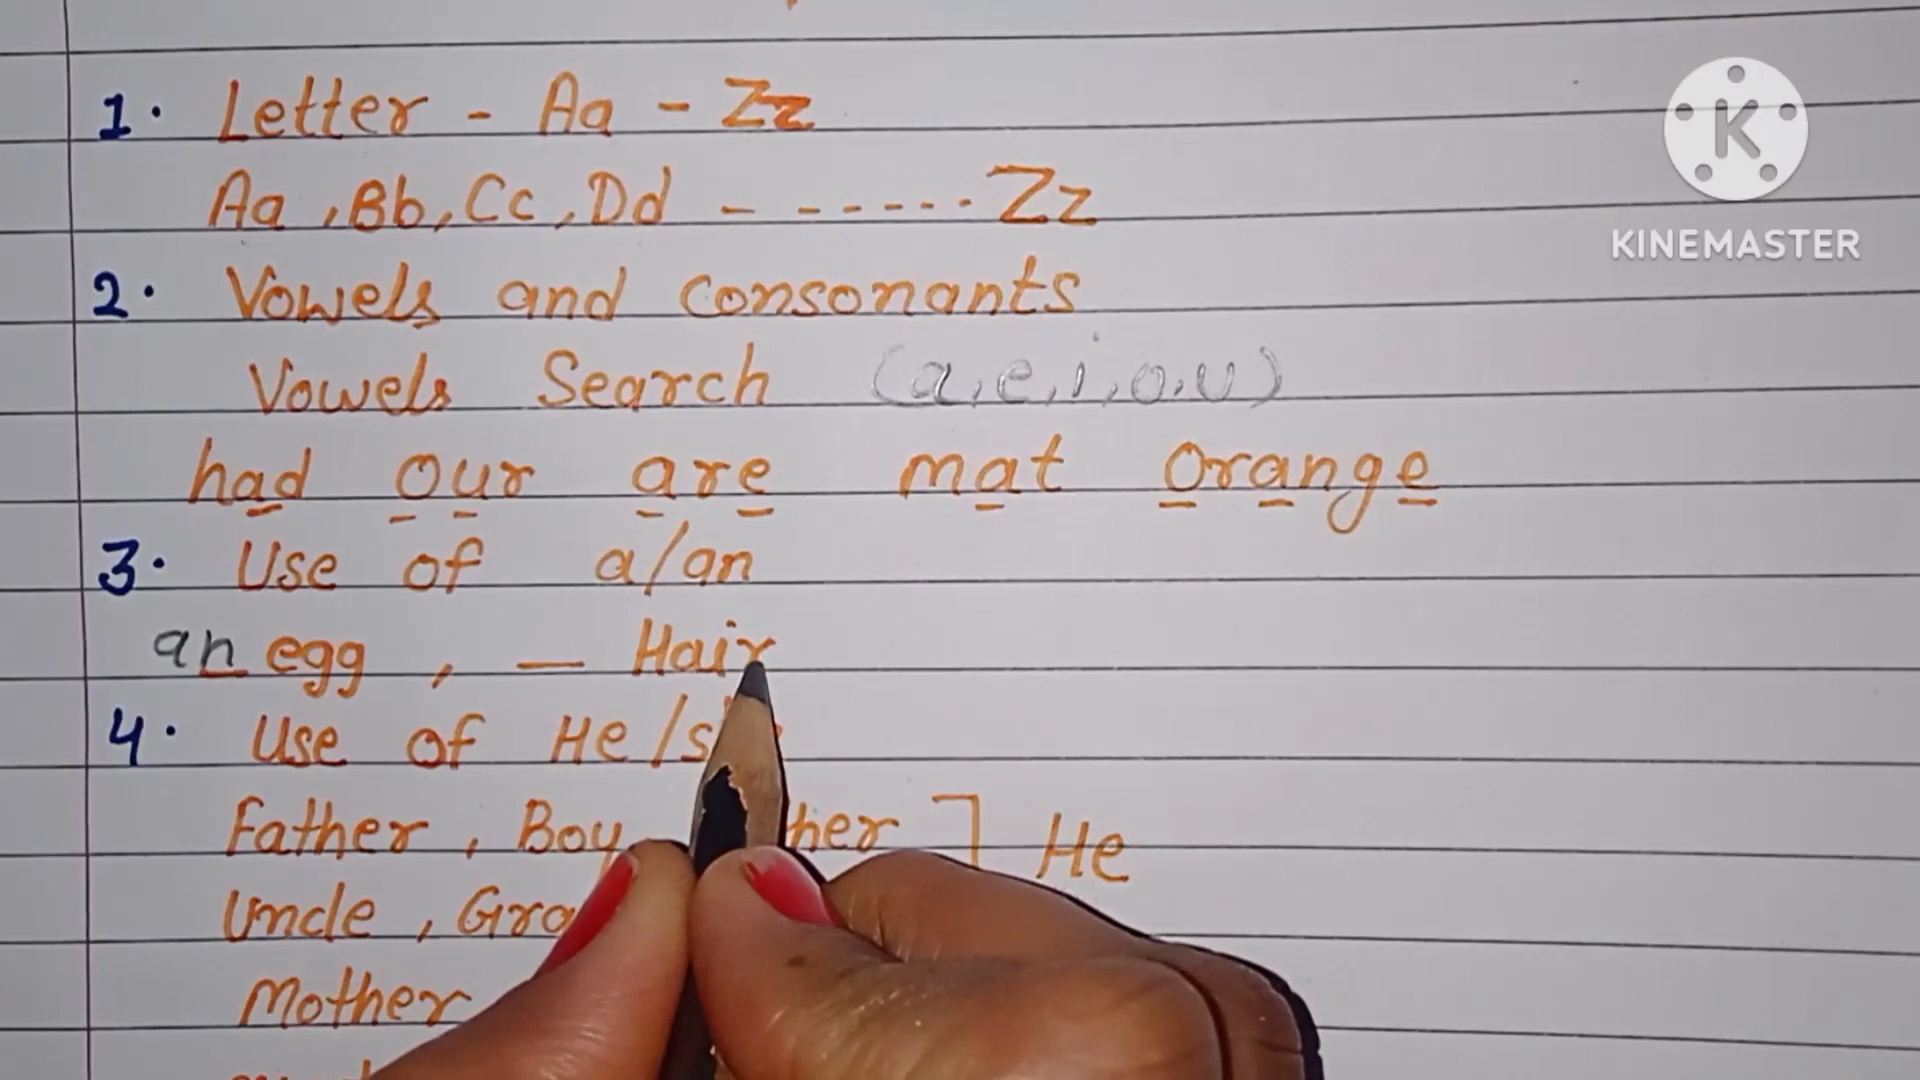 1. Letter - Aa - Zz
Aa, Bb, Cc, Dd - - - - - - ... Zz
2. Vowels and consonants
Vowels Search (a, e, i, o, u)
had our are mat orange
3. Use of a/an
an egg, — Hair
4. Use of He/
Father, Boy He
Uncle,
Mother
K
KINEMASTER